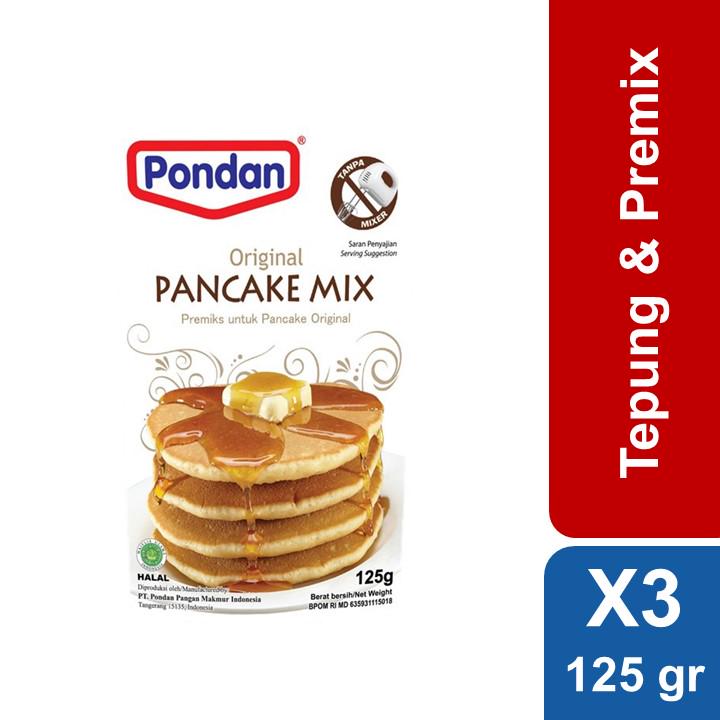 Pondan®
TANPA
MIXER
Saran Penyajian
Serving Suggestion
Original
PANCAKE MIX
Premiks untuk Pancake Original
HALAL
125g
Diproduksi oleh/Manufactured by
PT. Pondan Pangan Makmur Indonesia
Tangerang 15135, Indonesia
Berat bersih/Net Weight
BPOM RI MD 635931115018
Tepung & Premix
X3
125 gr